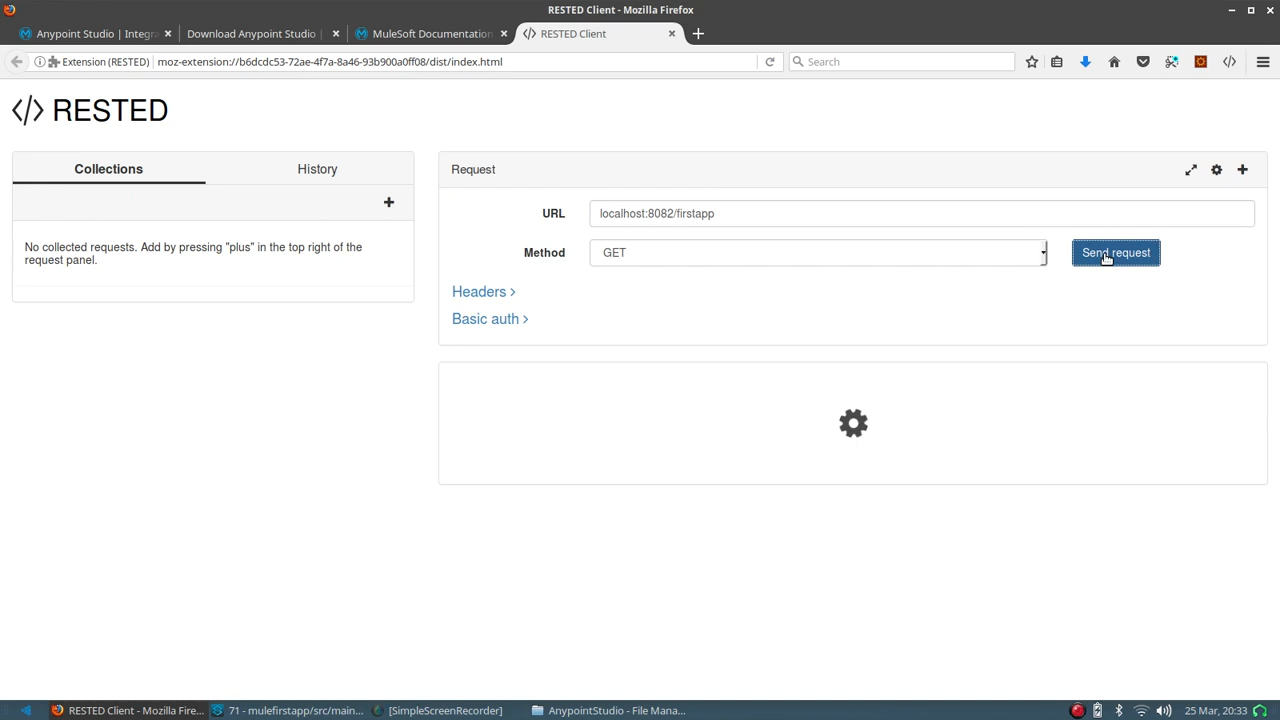 RESTED Client - Mozilla Firefox
Anypoint Studio | Integra
Download Anypoint Studio |
MuleSoft Documentation
</> RESTED Client
Extension (RESTED)
moz-extension://b6dcdc53-72ae-4f7a-8a46-93b900a0ff08/dist/index.html
Search
</> RESTED
Collections
History
No collected requests. Add by pressing "plus" in the top right of the
request panel.
Request
URL
localhost:8082/firstapp
Method
GET
Send request
Headers >
Basic auth >
RESTED Client - Mozilla Fire...
71 - mulefirstapp/src/main...
[SimpleScreenRecorder]
AnypointStudio - File Mana...
25 Mar, 20:33